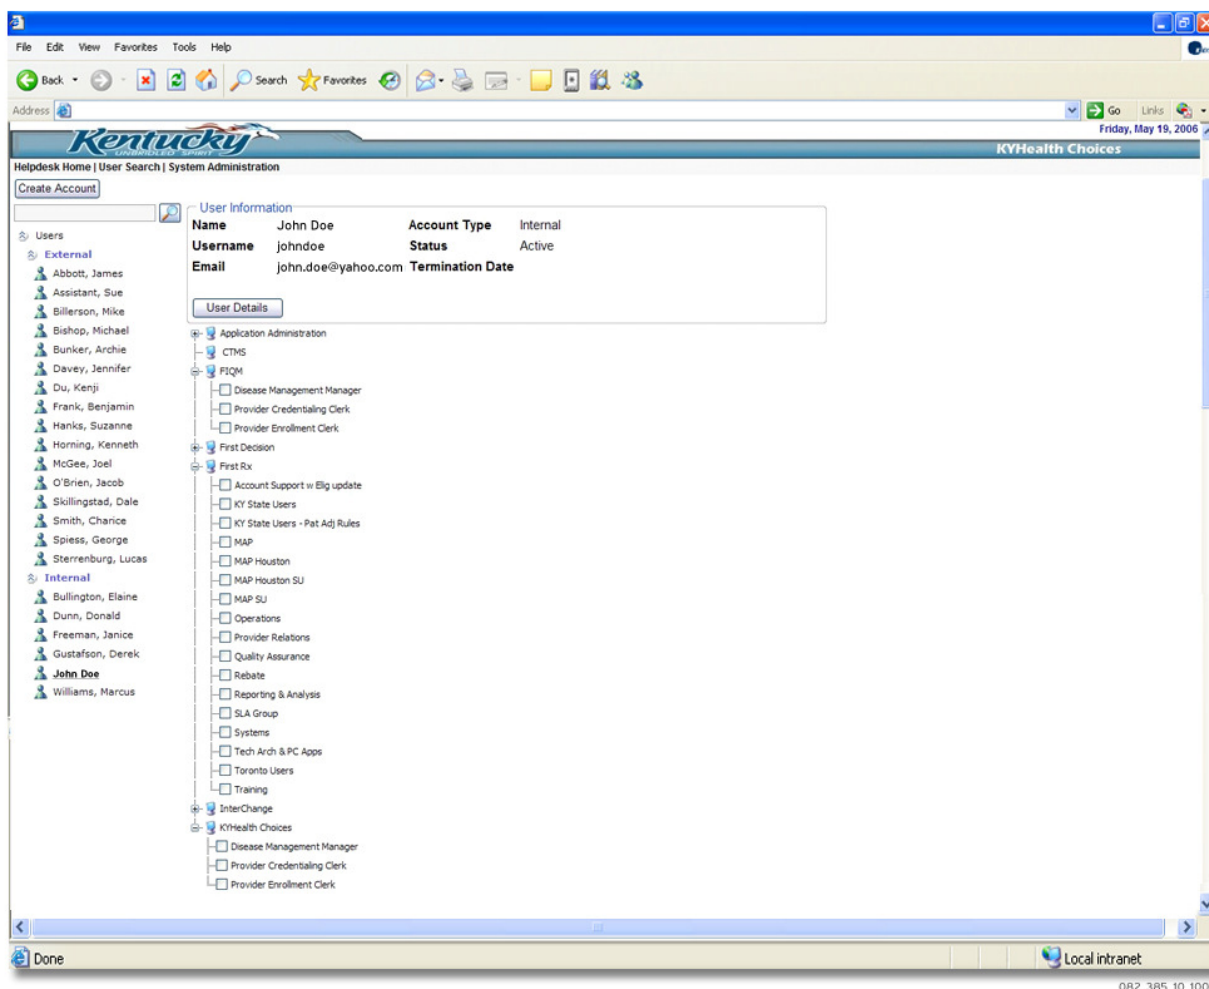 File Edit View Favorites Tools Help
Back Search Favorites
Address Go Links
Friday, May 19, 2006
Kentucky
UNBRIDLED SPIRIT
KYHealth Choices
Helpdesk Home | User Search | System Administration
Create Account
Users
External
Abbott, James
Assistant, Sue
Billerson, Mike
Bishop, Michael
Bunker, Archie
Davey, Jennifer
Du, Kenji
Frank, Benjamin
Hanks, Suzanne
Horning, Kenneth
McGee, Joel
O'Brien, Jacob
Skillingstad, Dale
Smith, Charice
Spiess, George
Sterrenburg, Lucas
Internal
Bullington, Elaine
Dunn, Donald
Freeman, Janice
Gustafson, Derek
John Doe
Williams, Marcus
User Information
Name John Doe Account Type Internal
Username johndoe Status Active
Email john.doe@yahoo.com Termination Date
User Details
Application Administration
CTMS
FIQM
Disease Management Manager
Provider Credentialing Clerk
Provider Enrollment Clerk
First Decision
First Rx
Account Support w Elig update
KY State Users
KY State Users - Pat Adj Rules
MAP
MAP Houston
MAP Houston SU
MAP SU
Operations
Provider Relations
Quality Assurance
Rebate
Reporting & Analysis
SLA Group
Systems
Tech Arch & PC Apps
Toronto Users
Training
InterChange
KYHealth Choices
Disease Management Manager
Provider Credentialing Clerk
Provider Enrollment Clerk
Done Local intranet
082 385 10 100